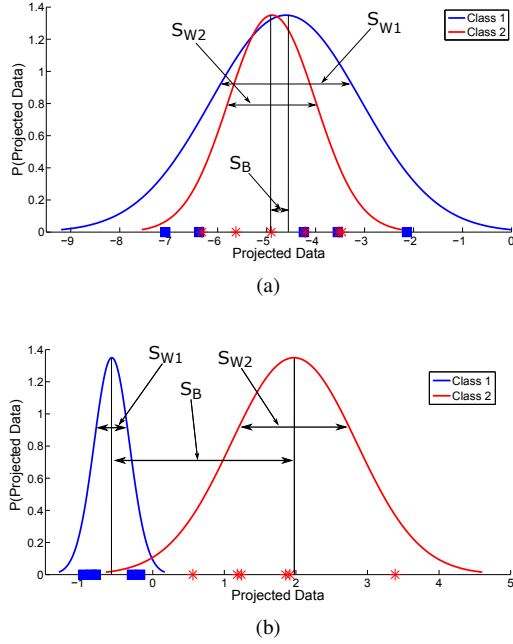 1.4
1.2
1
0.8
0.6
0.4
0.2
0
P(Projected Data)
S_W2
S_W1
S_B
Class 1
Class 2
−9 −8 −7 −6 −5 −4 −3 −2 −1 0
Projected Data
(a)
1.4
1.2
1
0.8
0.6
0.4
0.2
0
P(Projected Data)
S_W1
S_B
S_W2
Class 1
Class 2
−1 0 1 2 3 4 5
Projected Data
(b)